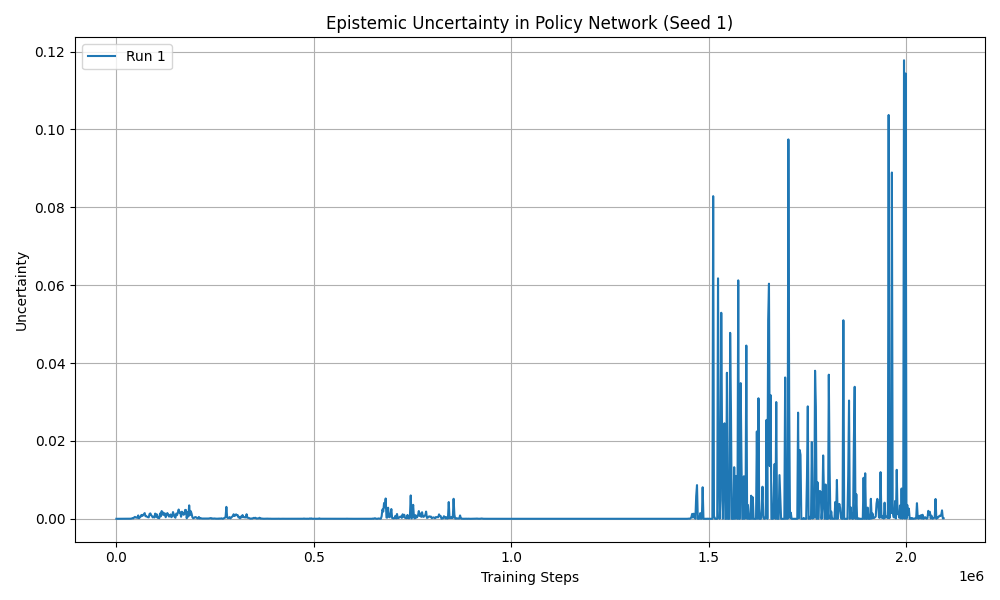 Epistemic Uncertainty in Policy Network (Seed 1)
Run 1
Uncertainty
0.12
0.10
0.08
0.06
0.04
0.02
0.00
0.0 0.5 1.0 1.5 2.0
1e6
Training Steps